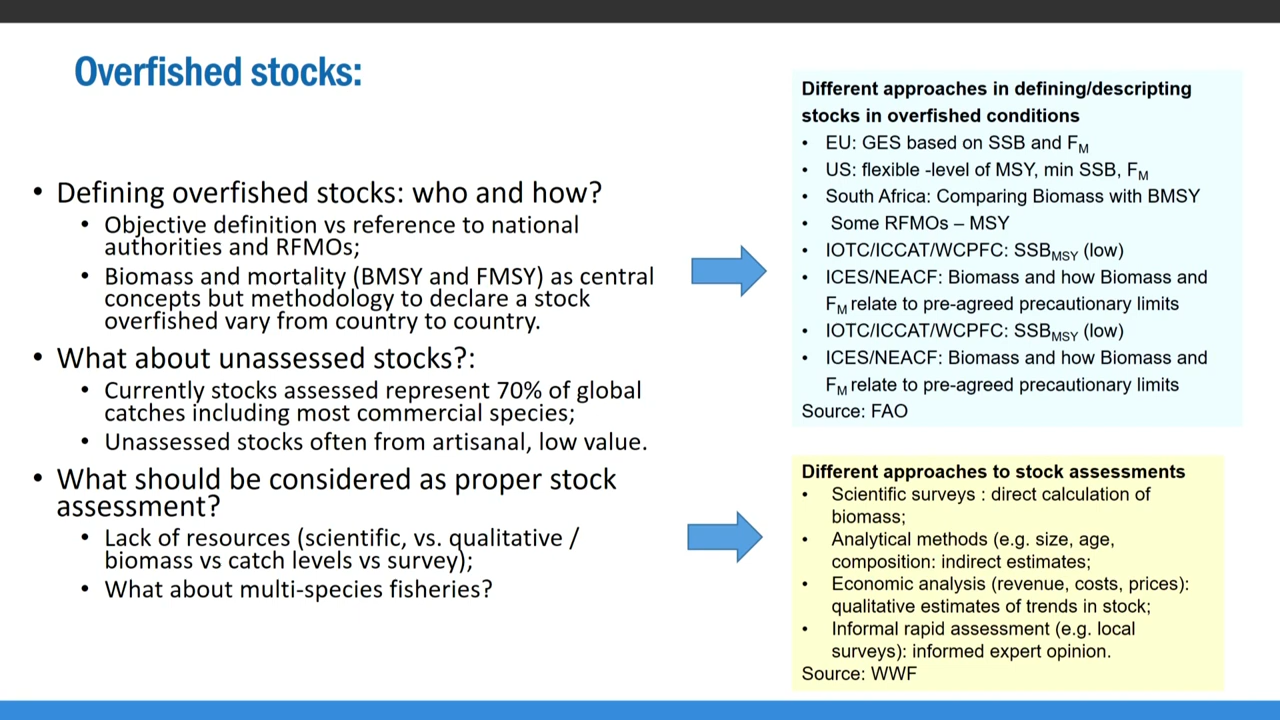 Overfished stocks:
• Defining overfished stocks: who and how?
• Objective definition vs reference to national
authorities and RFMOs;
• Biomass and mortality (BMSY and FMSY) as central
concepts but methodology to declare a stock
overfished vary from country to country.
• What about unassessed stocks?:
• Currently stocks assessed represent 70% of global
catches including most commercial species;
• Unassessed stocks often from artisanal, low value.
• What should be considered as proper stock
assessment?
• Lack of resources (scientific, vs. qualitative /
biomass vs catch levels vs survey);
• What about multi-species fisheries?
Different approaches in defining/descripting
stocks in overfished conditions
• EU: GES based on SSB and FM
• US: flexible -level of MSY, min SSB, FM
• South Africa: Comparing Biomass with BMSY
• Some RFMOs – MSY
• IOTC/ICCAT/WCPFC: SSBMSY (low)
• ICES/NEACF: Biomass and how Biomass and
FM relate to pre-agreed precautionary limits
• IOTC/ICCAT/WCPFC: SSBMSY (low)
• ICES/NEACF: Biomass and how Biomass and
FM relate to pre-agreed precautionary limits
Source: FAO
Different approaches to stock assessments
• Scientific surveys : direct calculation of
biomass;
• Analytical methods (e.g. size, age,
composition: indirect estimates;
• Economic analysis (revenue, costs, prices):
qualitative estimates of trends in stock;
• Informal rapid assessment (e.g. local
surveys): informed expert opinion.
Source: WWF